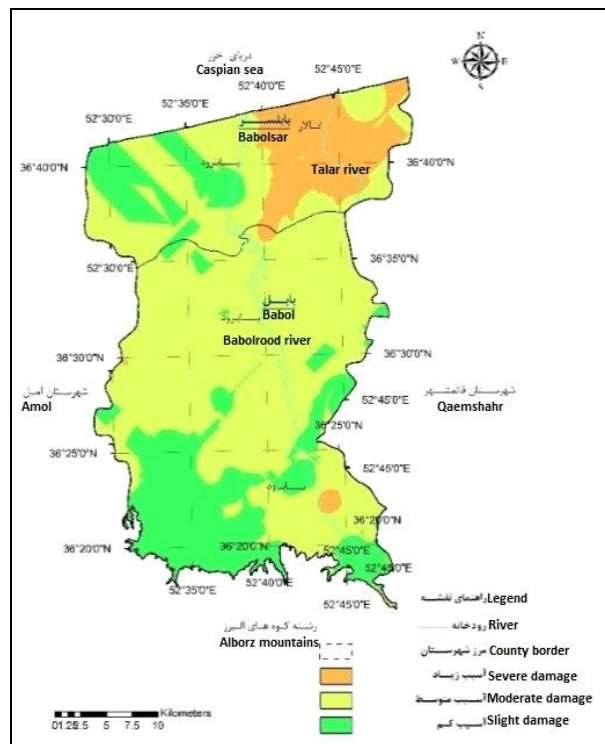 دریای خزر
Caspian sea
N
W E
S
52°45'0"E
52°40'0"E
52°35'0"E
52°30'0"E
بابلسر
Babolsar
تالار
Talar river
بابلرود
36°40'0"N
36°40'0"N
52°30'0"E
36°35'0"N
بابل
Babol
بابلرود
Babolrood river
36°30'0"N
36°30'0"N
شهرستان آمل
Amol
شهرستان قائمشهر
Qaemshahr
52°45'0"E
36°25'0"N
36°25'0"N
52°45'0"E
بابلرود
36°20'0"N
36°20'0"N
36°20'0"N
52°45'0"E
52°45'0"E
52°35'0"E
52°40'0"E
52°45'0"E
راهنمای نقشه Legend
رودخانه River
رشته کوه های البرز
Alborz mountains
مرز شهرستان County border
آسیب زیاد Severe damage
آسیب متوسط Moderate damage
آسیب کم Slight damage
Kilometers
01.25 2.5 5 7.5 10